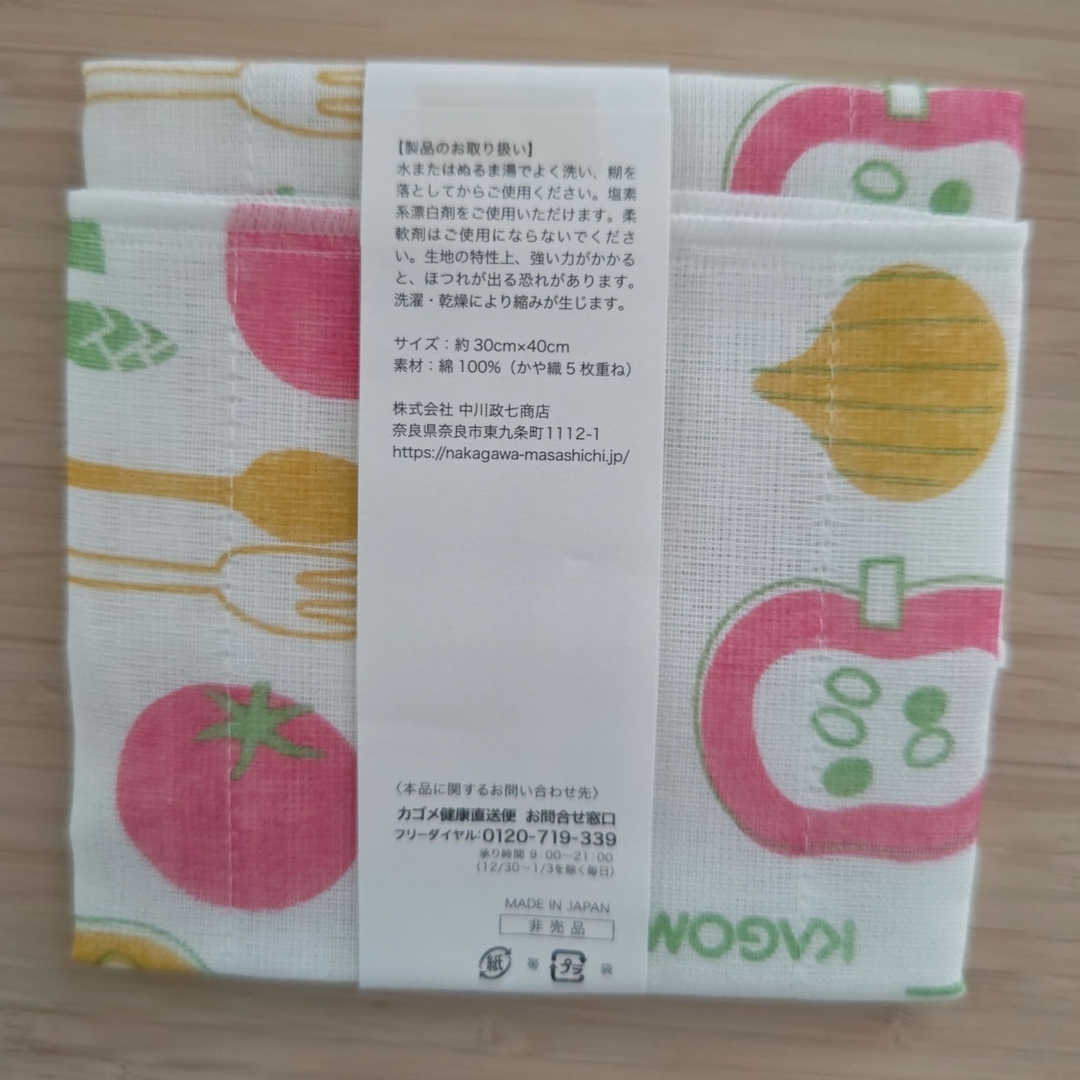 【製品のお取り扱い】
水またはぬるま湯でよく洗い、糊を
落としてからご使用ください。塩素
系漂白剤をご使用いただけます。柔
軟剤はご使用にならないでくださ
い。生地の特性上、強い力がかかる
と、ほつれが出る恐れがあります。
洗濯・乾燥により縮みが生じます。
サイズ：約30cm×40cm
素材：綿100%（かや織5枚重ね）
株式会社 中川政七商店
奈良県奈良市東九条町1112-1
https://nakagawa-masashichi.jp/
〈本品に関するお問い合わせ先〉
カゴメ健康直送便 お問合せ窓口
フリーダイヤル:0120-719-339
承り時間 9:00〜21:00
(12/30〜1/3を除く毎日)
MADE IN JAPAN
非売品
紙 帯 プラ 袋
KAGOM